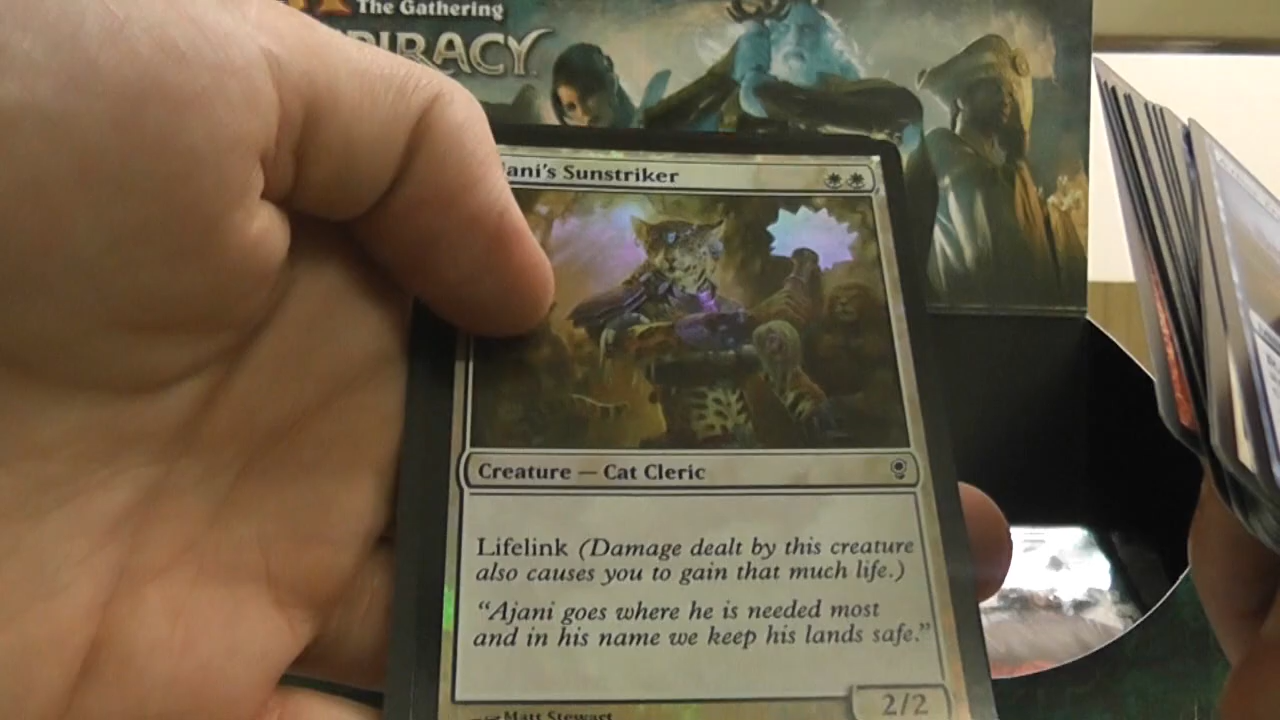 The Gathering
PIRACY
ani's Sunstriker
Creature — Cat Cleric
Lifelink (Damage dealt by this creature
also causes you to gain that much life.)
“Ajani goes where he is needed most
and in his name we keep his lands safe.”
2/2
Matt Stewart